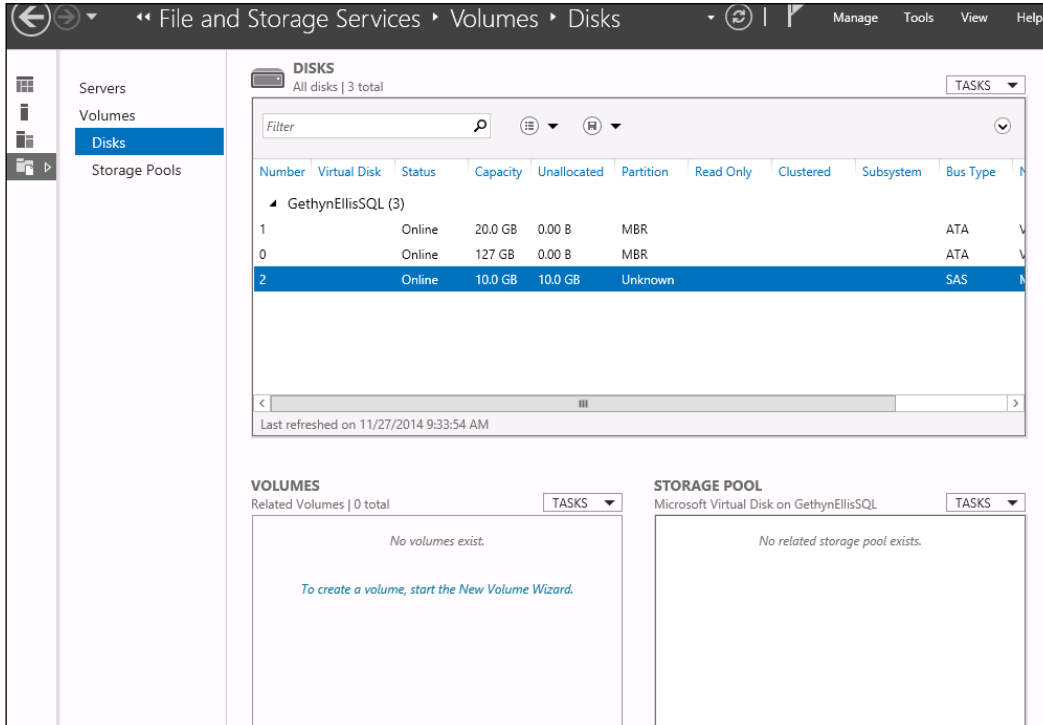 File and Storage Services Volumes Disks Manage Tools View Help
Servers
Volumes
Disks
Storage Pools
DISKS
All disks | 3 total
TASKS
Filter
Number Virtual Disk Status Capacity Unallocated Partition Read Only Clustered Subsystem Bus Type
GethynEllisSQL (3)
1 Online 20.0 GB 0.00 B MBR ATA
0 Online 127 GB 0.00 B MBR ATA
2 Online 10.0 GB 10.0 GB Unknown SAS
Last refreshed on 11/27/2014 9:33:54 AM
VOLUMES
Related Volumes | 0 total
TASKS
No volumes exist.
To create a volume, start the New Volume Wizard.
STORAGE POOL
Microsoft Virtual Disk on GethynEllisSQL
TASKS
No related storage pool exists.